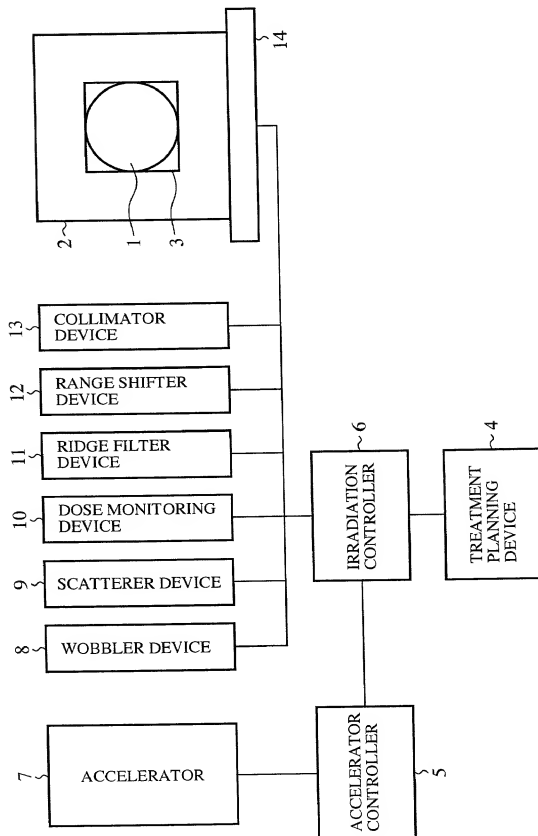 14
2
1
3
13
COLLIMATOR
DEVICE
12
RANGE SHIFTER
DEVICE
11
RIDGE FILTER
DEVICE
10
DOSE MONITORING
DEVICE
9
SCATTERER DEVICE
8
WOBBLER DEVICE
7
ACCELERATOR
6
IRRADIATION
CONTROLLER
4
TREATMENT
PLANNING
DEVICE
5
ACCELERATOR
CONTROLLER